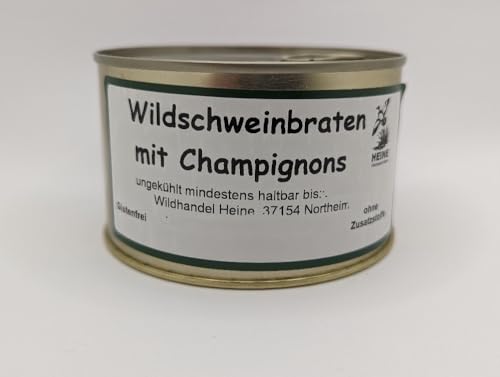 Wildschweinbraten
mit Champignons
HEINE
ungekühlt mindestens haltbar bis:
Wildhandel Heine, 37154 Northeim
Glutenfrei
ohne
Zusatzstoffe